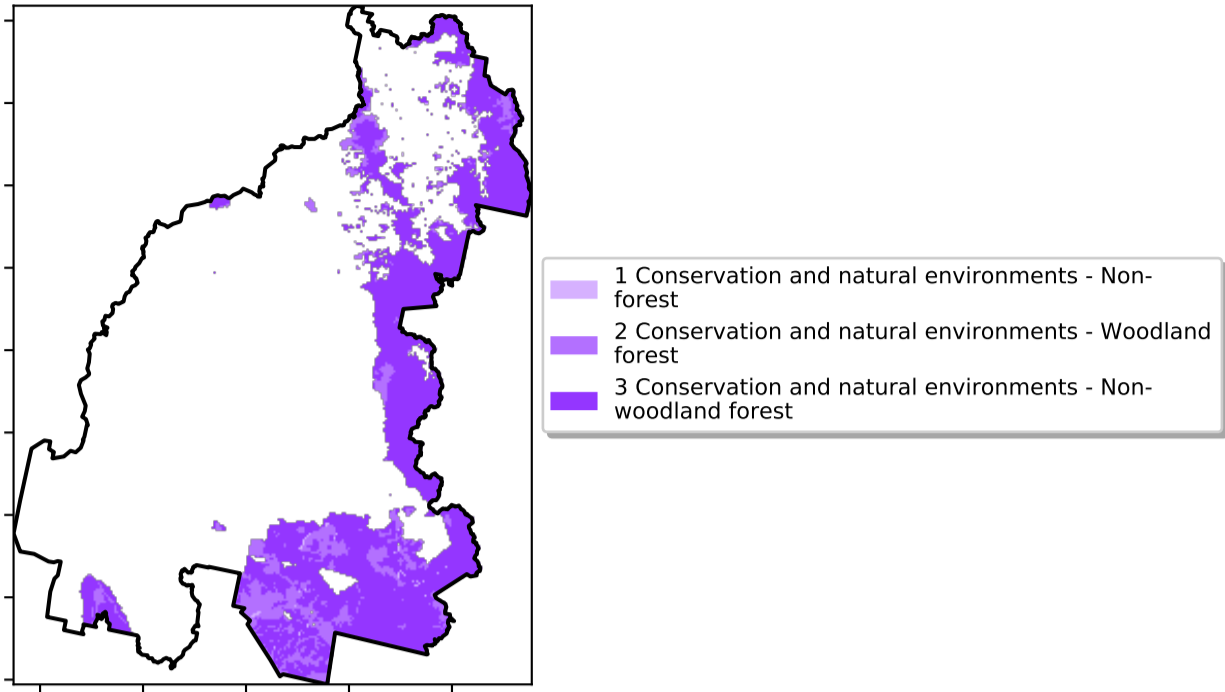 1 Conservation and natural environments - Non-
forest
2 Conservation and natural environments - Woodland
forest
3 Conservation and natural environments - Non-
woodland forest